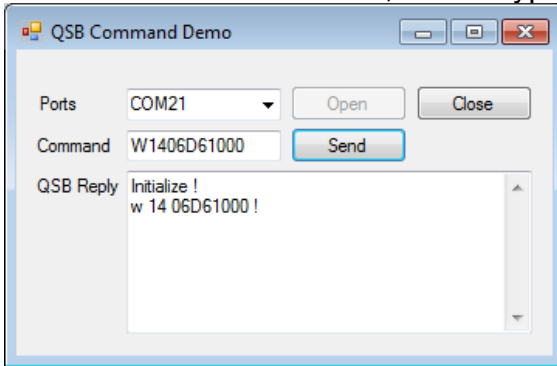 QSB Command Demo
Ports COM21 Open Close
Command W1406D61000 Send
QSB Reply Initialize !
w 14 06D61000 !